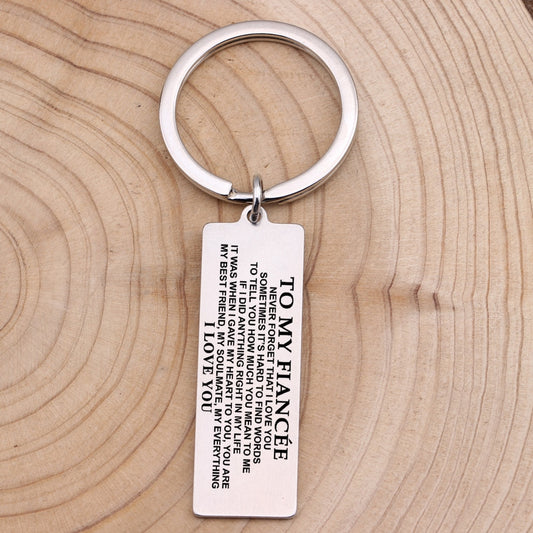 TO MY FIANCÉE
NEVER FORGET THAT I LOVE YOU
SOMETIMES IT'S HARD TO FIND WORDS
TO TELL YOU HOW MUCH YOU MEAN TO ME
IF I DID ANYTHING RIGHT IN MY LIFE
IT WAS WHEN I GAVE MY HEART TO YOU, YOU ARE
MY BEST FRIEND, MY SOULMATE, MY EVERYTHING
I LOVE YOU